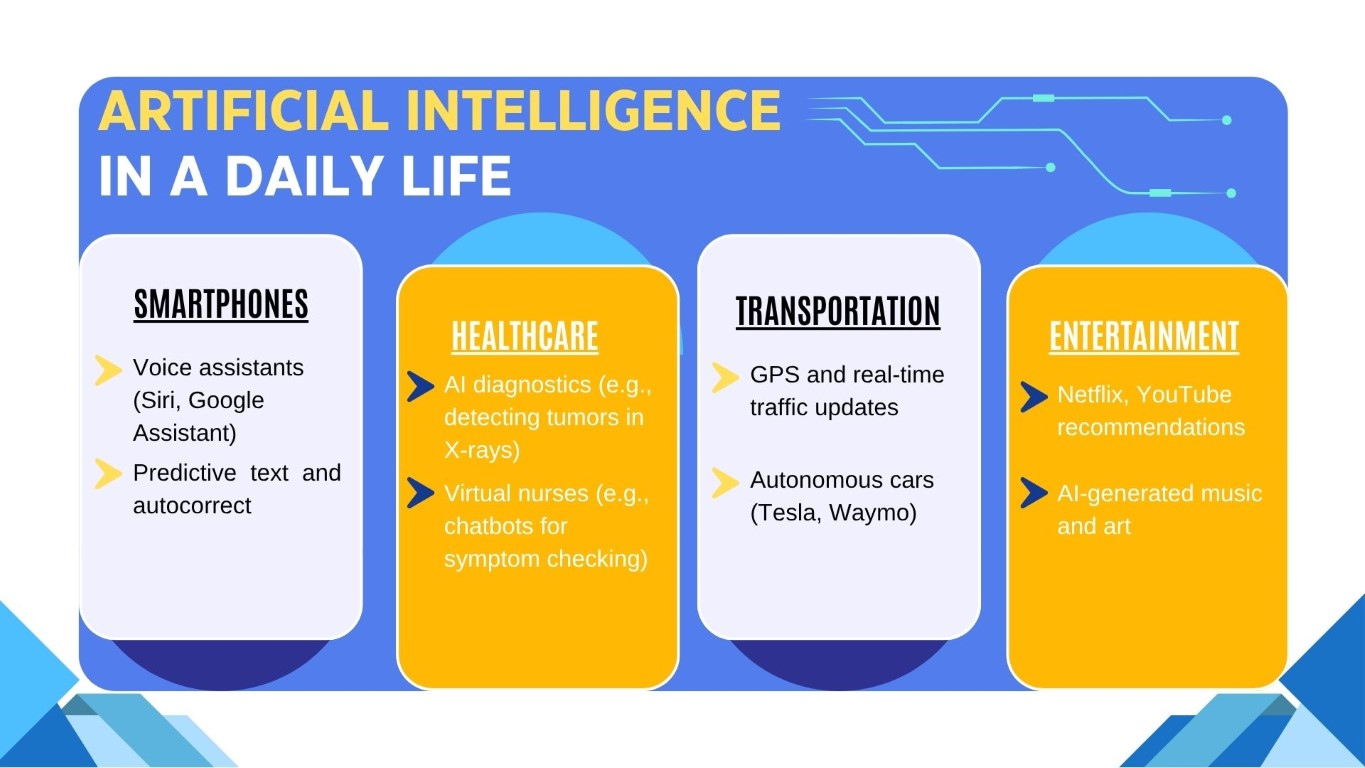 ARTIFICIAL INTELLIGENCE
IN A DAILY LIFE
SMARTPHONES
Voice assistants
(Siri, Google
Assistant)
Predictive text and
autocorrect
HEALTHCARE
AI diagnostics (e.g.,
detecting tumors in
X-rays)
Virtual nurses (e.g.,
chatbots for
symptom checking)
TRANSPORTATION
GPS and real-time
traffic updates
Autonomous cars
(Tesla, Waymo)
ENTERTAINMENT
Netflix, YouTube
recommendations
AI-generated music
and art